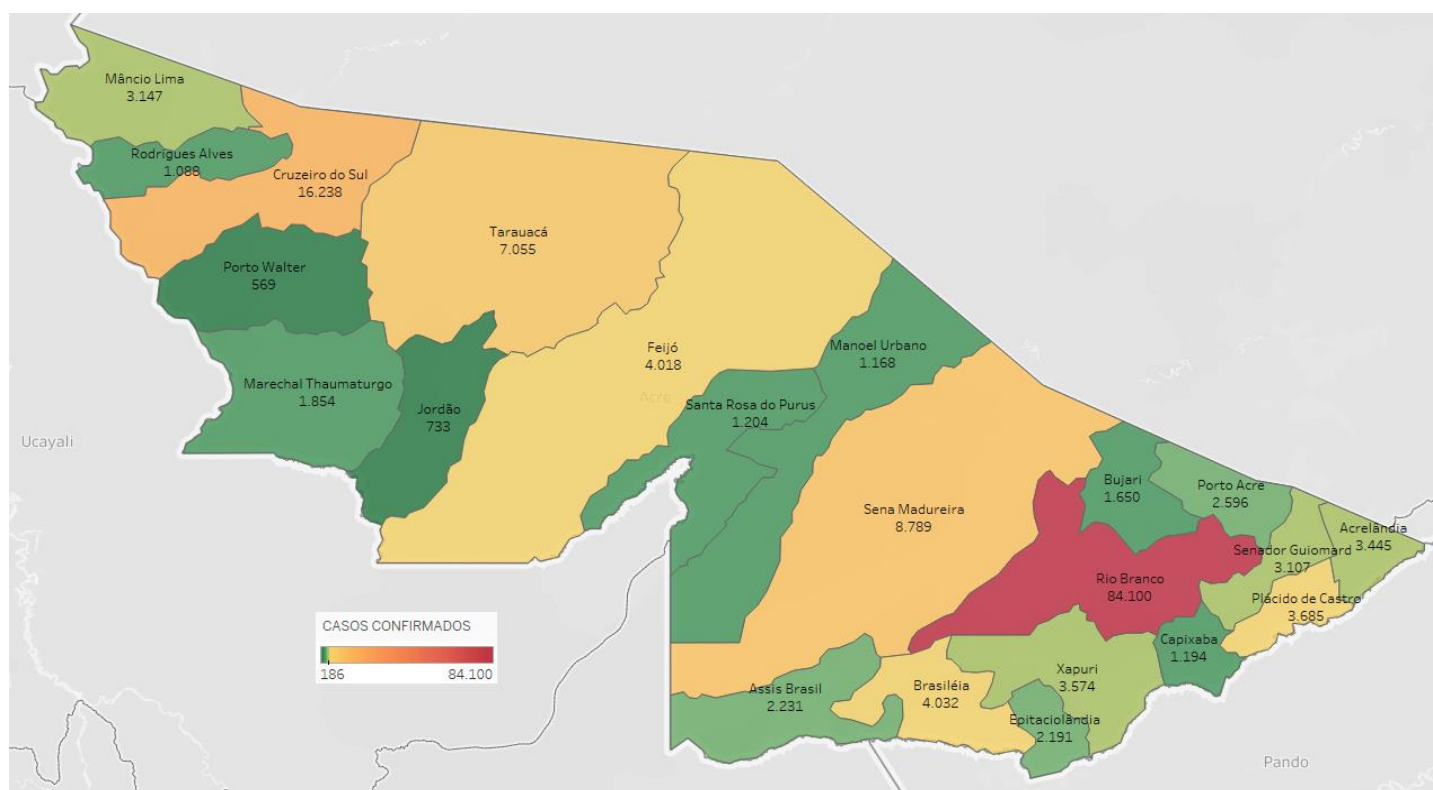 Mâncio Lima
3.147
Rodrigues Alves
1.088
Cruzeiro do Sul
16.238
Tarauacá
7.055
Porto Walter
569
Feijó
4.018
Manoel Urbano
1.168
Marechal Thaumaturgo
1.854
Jordão
733
Acre
Santa Rosa do Purus
1.204
Ucayali
Sena Madureira
8.789
Bujari
1.650
Porto Acre
2.596
Acrelândia
3.445
Senador Guiomard
3.107
Rio Branco
84.100
Plácido de Castro
3.685
Capixaba
1.194
Xapuri
3.574
Assis Brasil
2.231
Brasiléia
4.032
Epitaciolândia
2.191
Pando
CASOS CONFIRMADOS
186 84.100